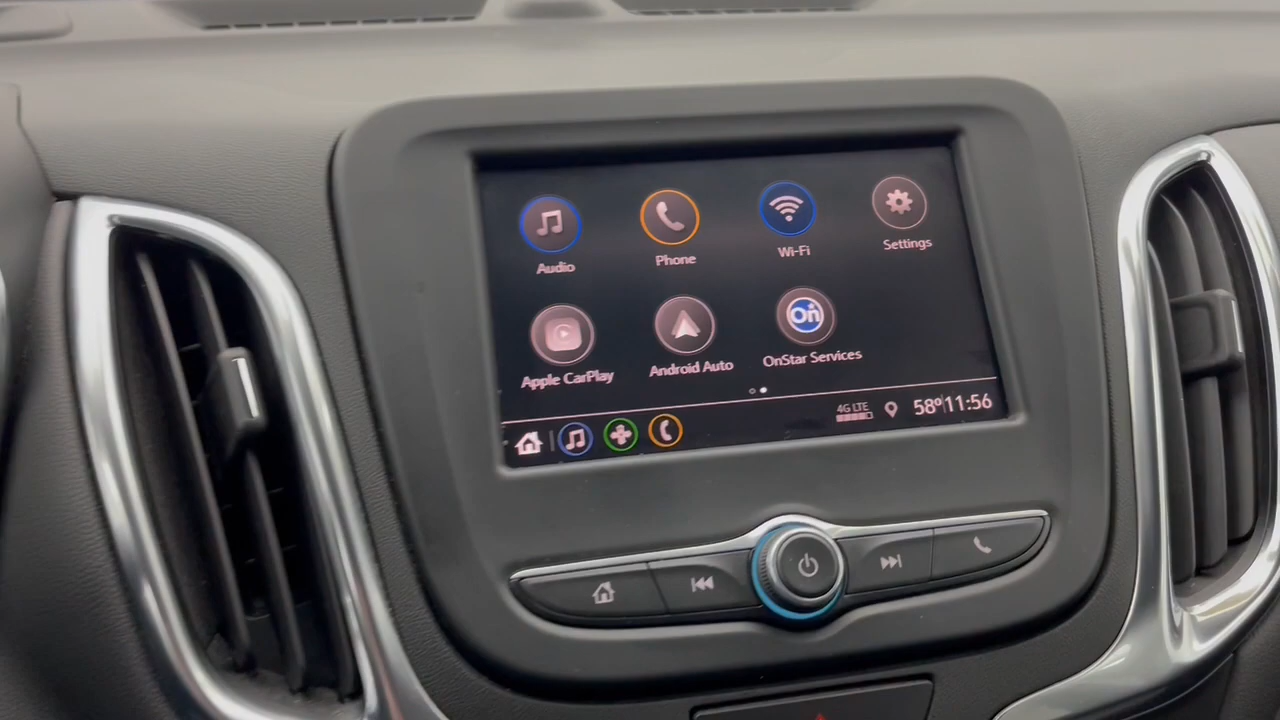 Audio Phone Wi-Fi Settings
Apple CarPlay Android Auto On OnStar Services
4G LTE 58° 11:56